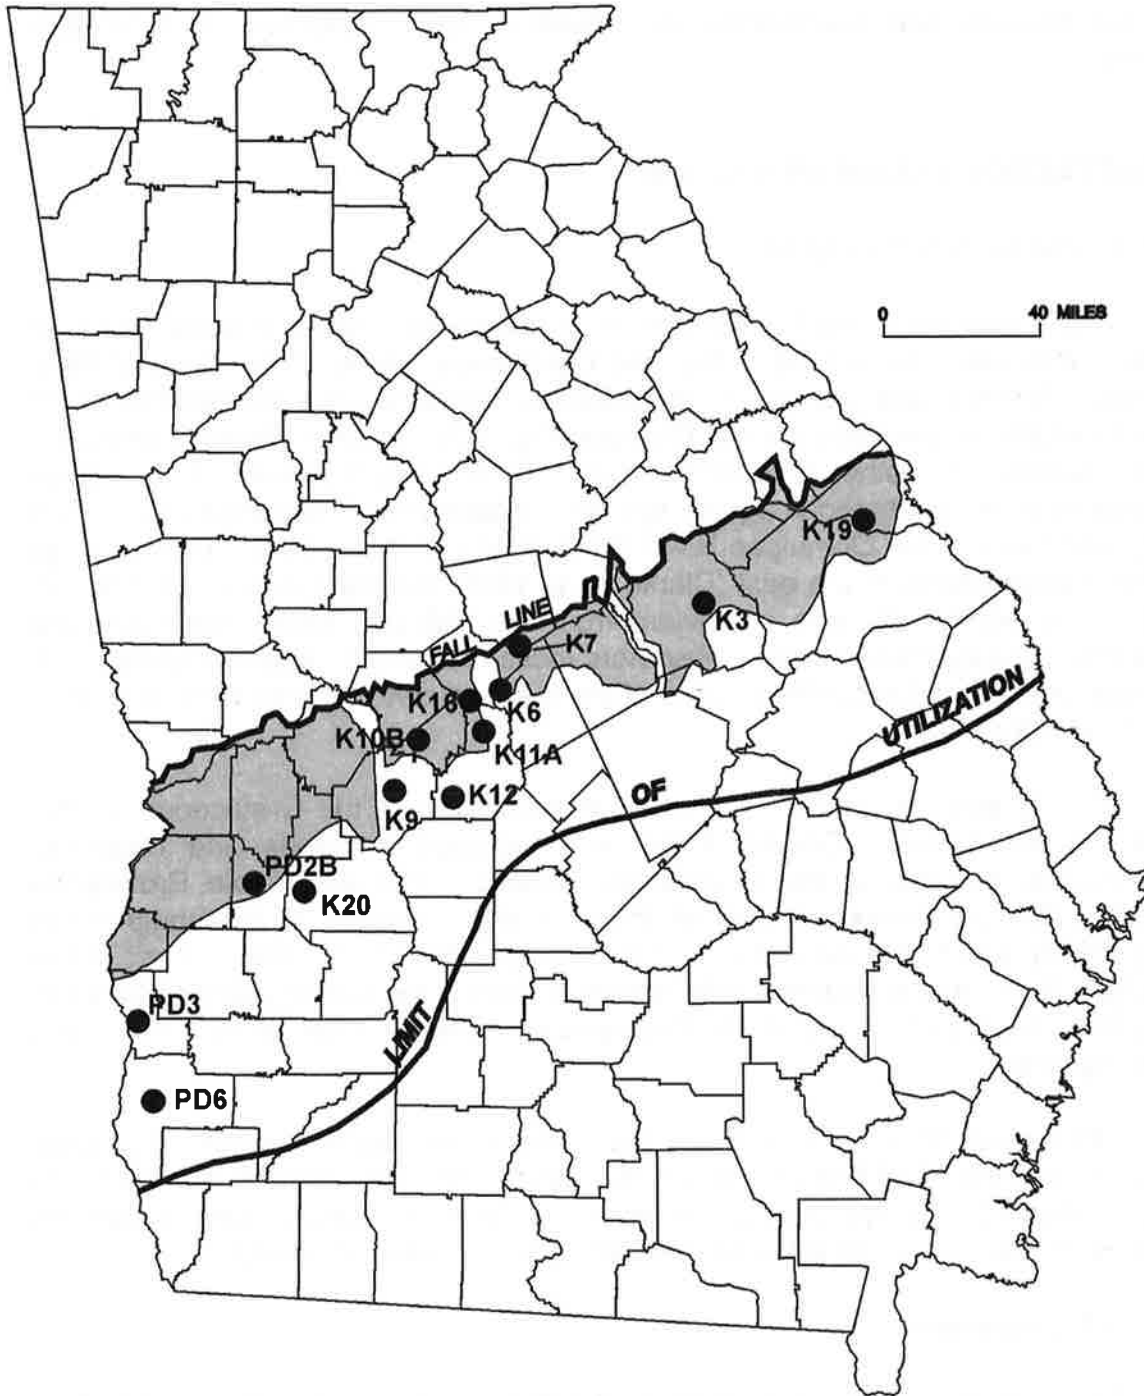 0 40 MILES
K19
K3
FALL LINE
K7
K16
K6
K10B
K11A
UTILIZATION
OF
K12
K9
PD2B
K20
PD3
LIMIT
PD6